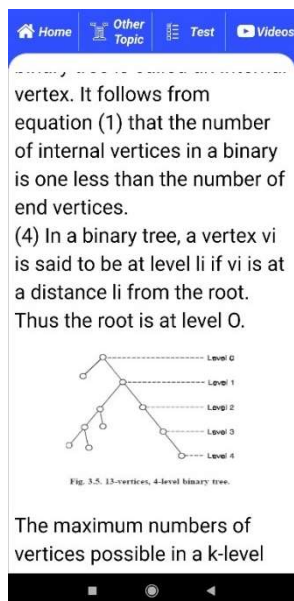 Home
Other
Topic
Test
Videos
vertex. It follows from
equation (1) that the number
of internal vertices in a binary
is one less than the number of
end vertices.
(4) In a binary tree, a vertex vi
is said to be at level li if vi is at
a distance li from the root.
Thus the root is at level O.
Level 0
Level 1
Level 2
Level 3
Level 4
Fig. 3.5. 13-vertices, 4-level binary tree.
The maximum numbers of
vertices possible in a k-level